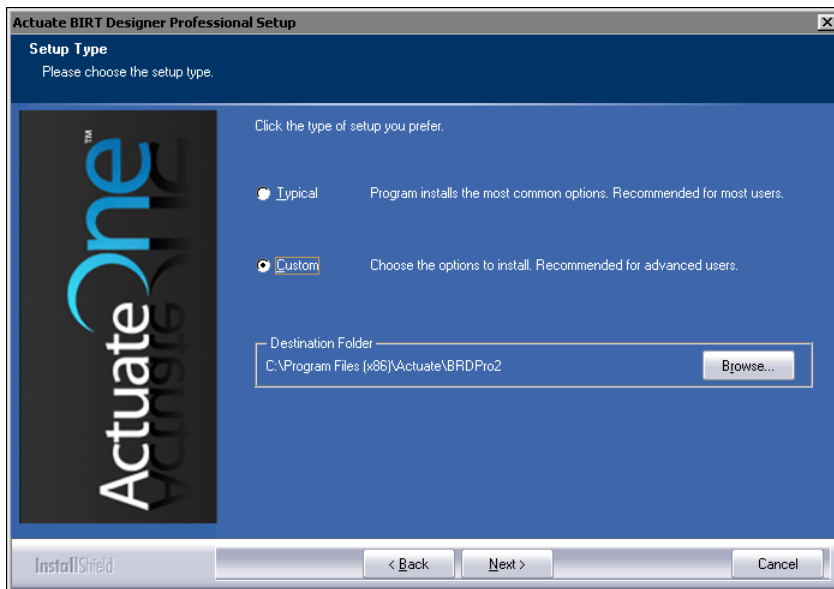 Actuate BIRT Designer Professional Setup
Setup Type
Please choose the setup type.
ActuateOne™
Click the type of setup you prefer.
Typical Program installs the most common options. Recommended for most users.
Custom Choose the options to install. Recommended for advanced users.
Destination Folder
C:\Program Files (x86)\Actuate\BRDPro2 Browse...
InstallShield < Back Next > Cancel